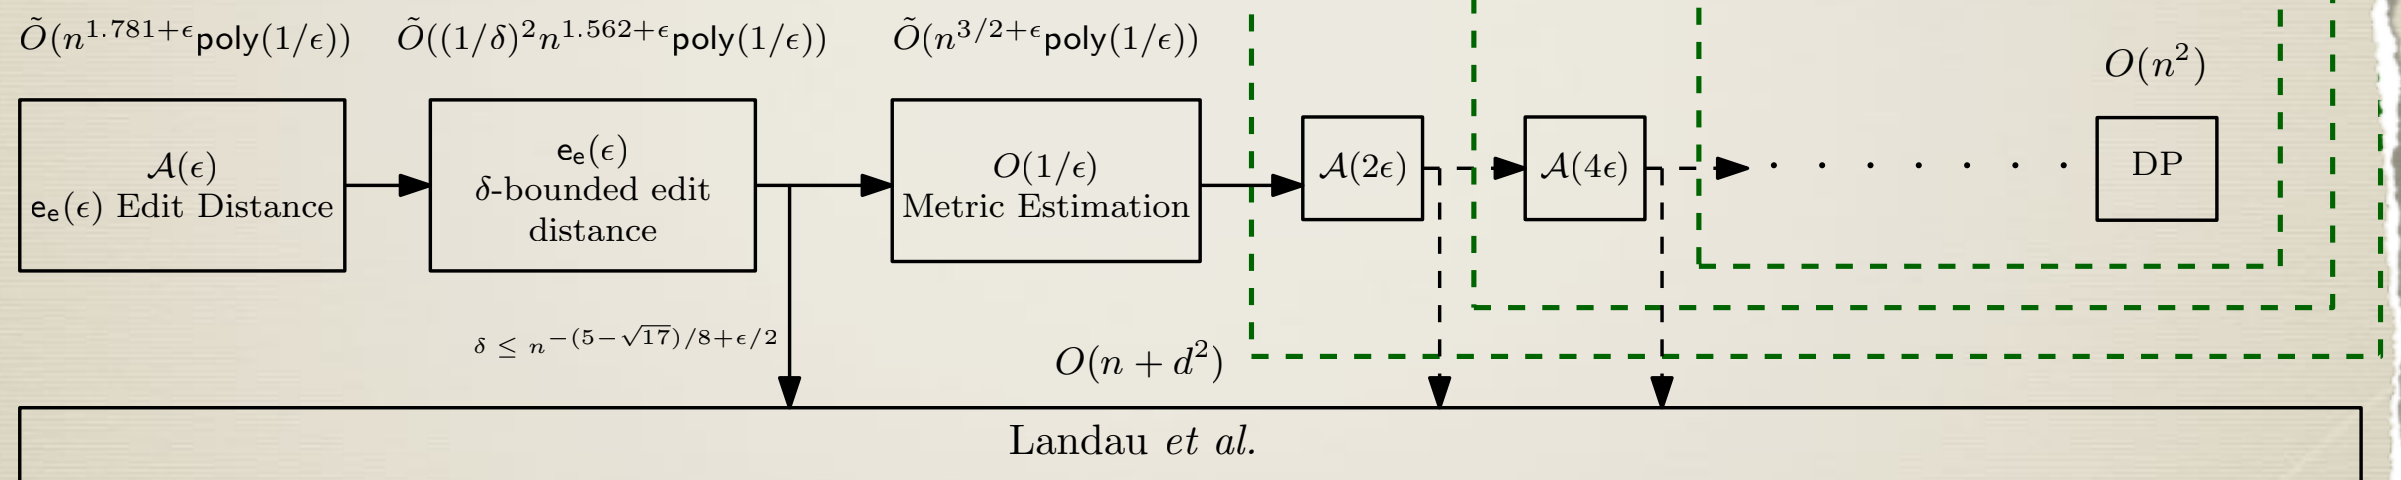 Õ(n^{1.781+ϵ}poly(1/ϵ))
Õ((1/δ)^2n^{1.562+ϵ}poly(1/ϵ))
Õ(n^{3/2+ϵ}poly(1/ϵ))
O(n^2)
𝒜(ϵ)
e_e(ϵ) Edit Distance
e_e(ϵ)
δ-bounded edit
distance
O(1/ϵ)
Metric Estimation
𝒜(2ϵ)
𝒜(4ϵ)
. . . . . . .
DP
δ ≤ n^{−(5−√17)/8+ϵ/2}
O(n + d^2)
Landau et al.